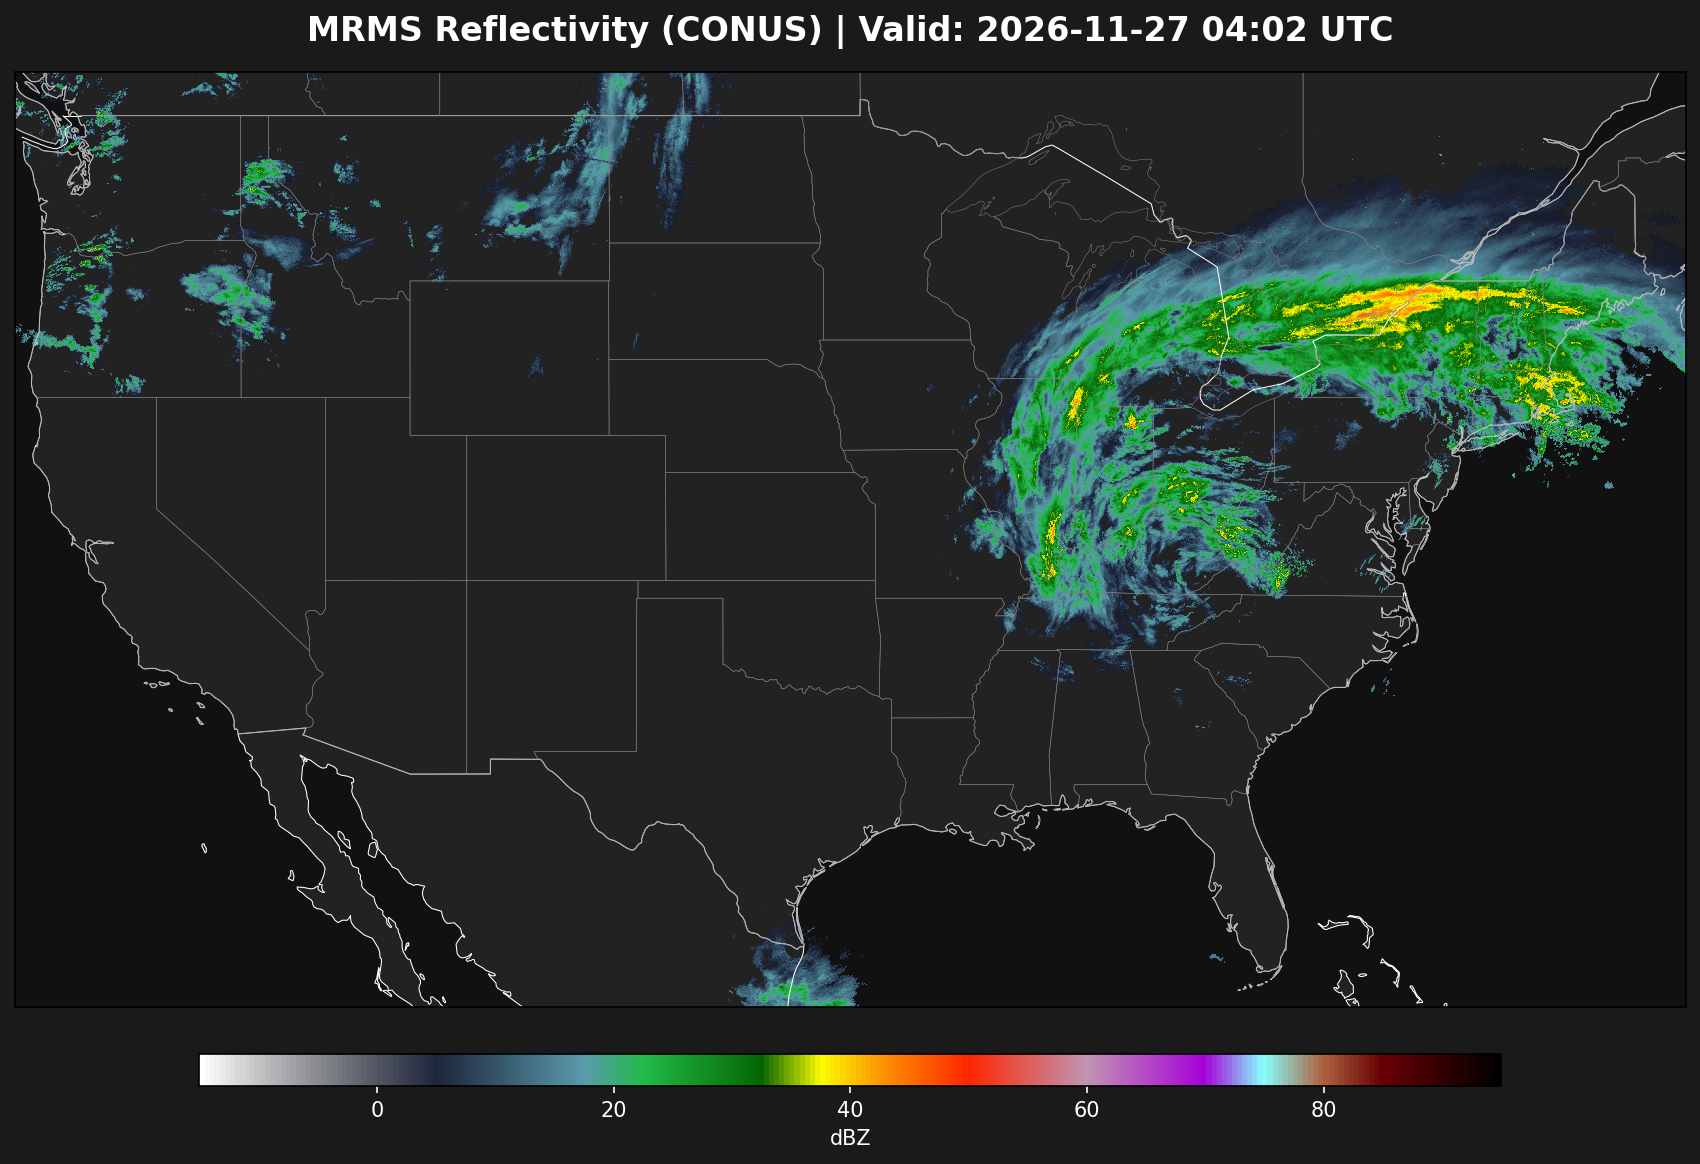 MRMS Reflectivity (CONUS) | Valid: 2026-11-27 04:02 UTC
0 20 40 60 80
dBZ